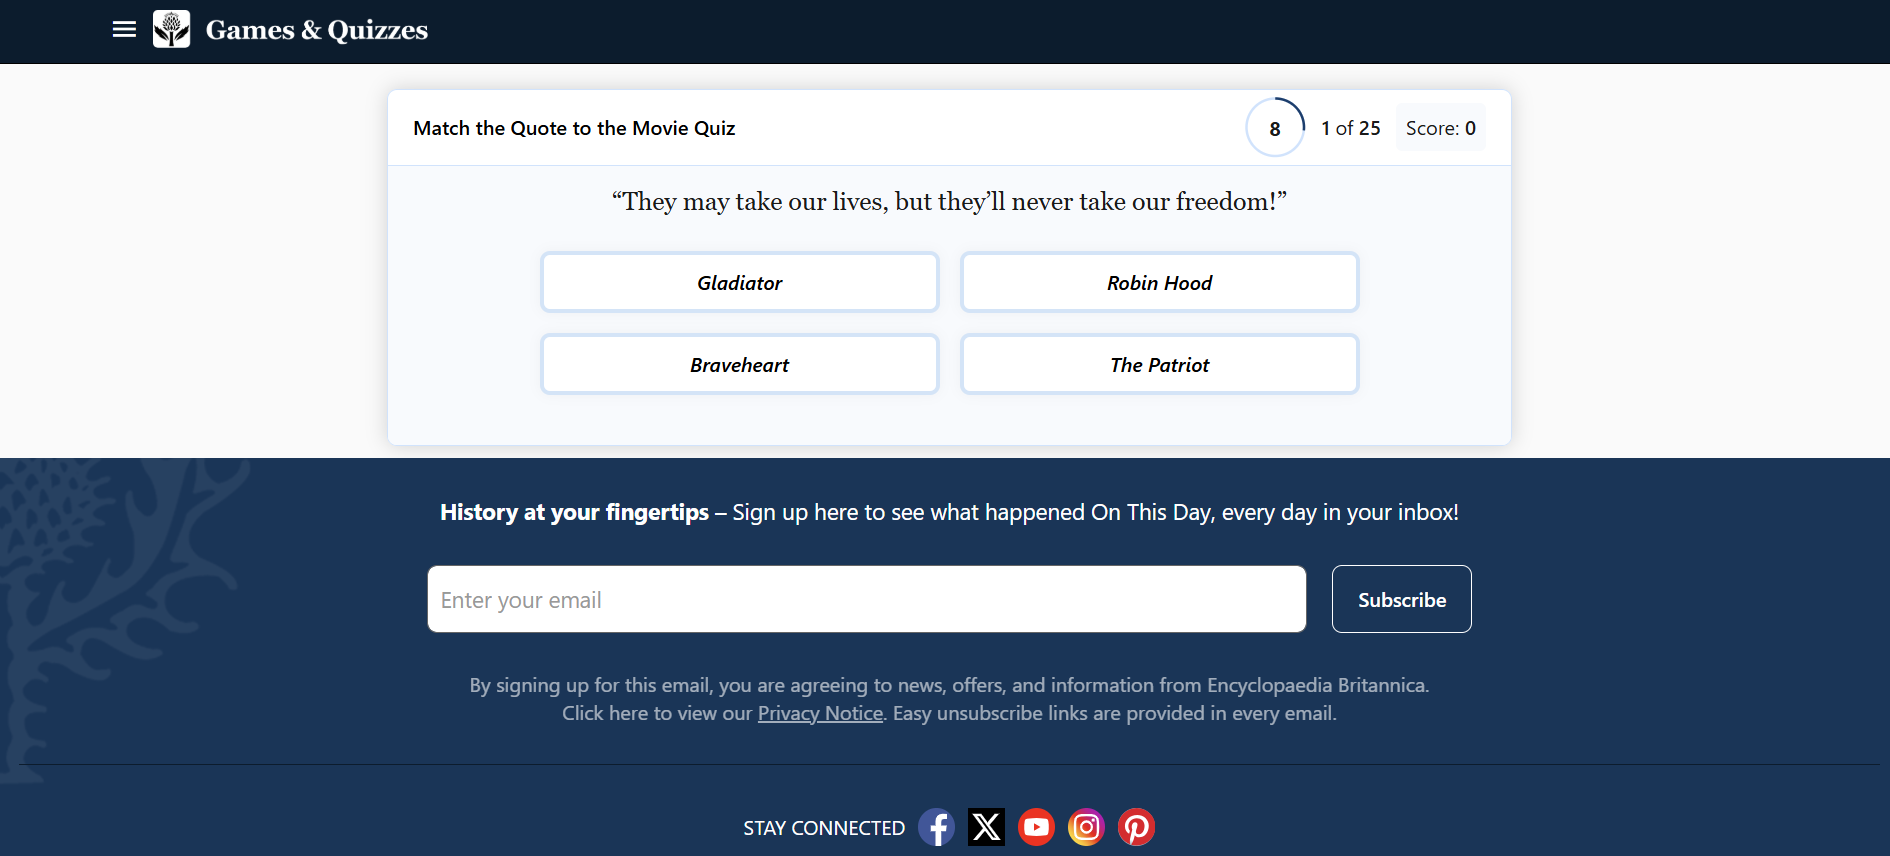 Games & Quizzes
Match the Quote to the Movie Quiz
8
1 of 25
Score: 0
“They may take our lives, but they’ll never take our freedom!”
Gladiator
Robin Hood
Braveheart
The Patriot
History at your fingertips – Sign up here to see what happened On This Day, every day in your inbox!
Enter your email
Subscribe
By signing up for this email, you are agreeing to news, offers, and information from Encyclopaedia Britannica.
Click here to view our Privacy Notice. Easy unsubscribe links are provided in every email.
STAY CONNECTED